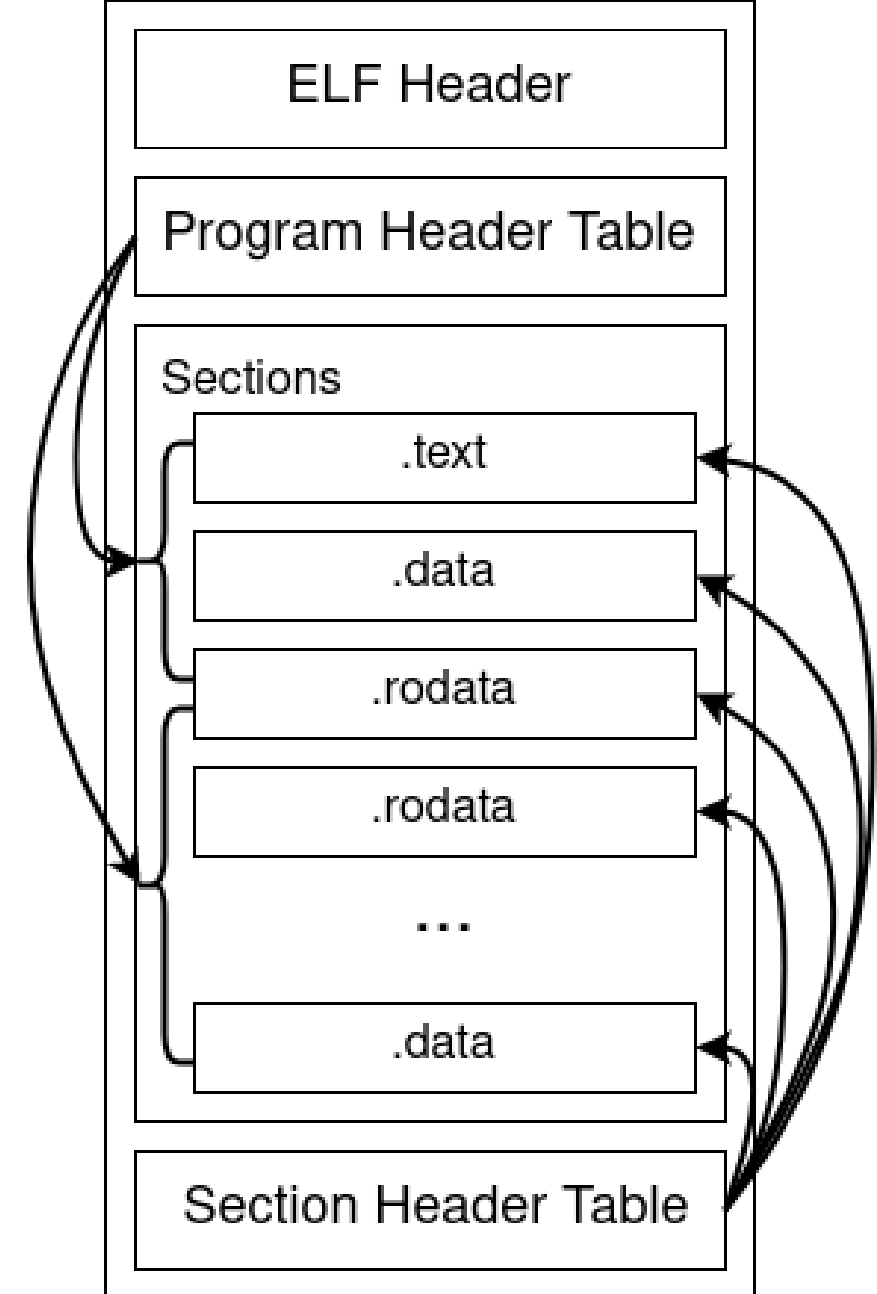 ELF Header
Program Header Table
Sections
.text
.data
.rodata
.rodata
...
.data
Section Header Table